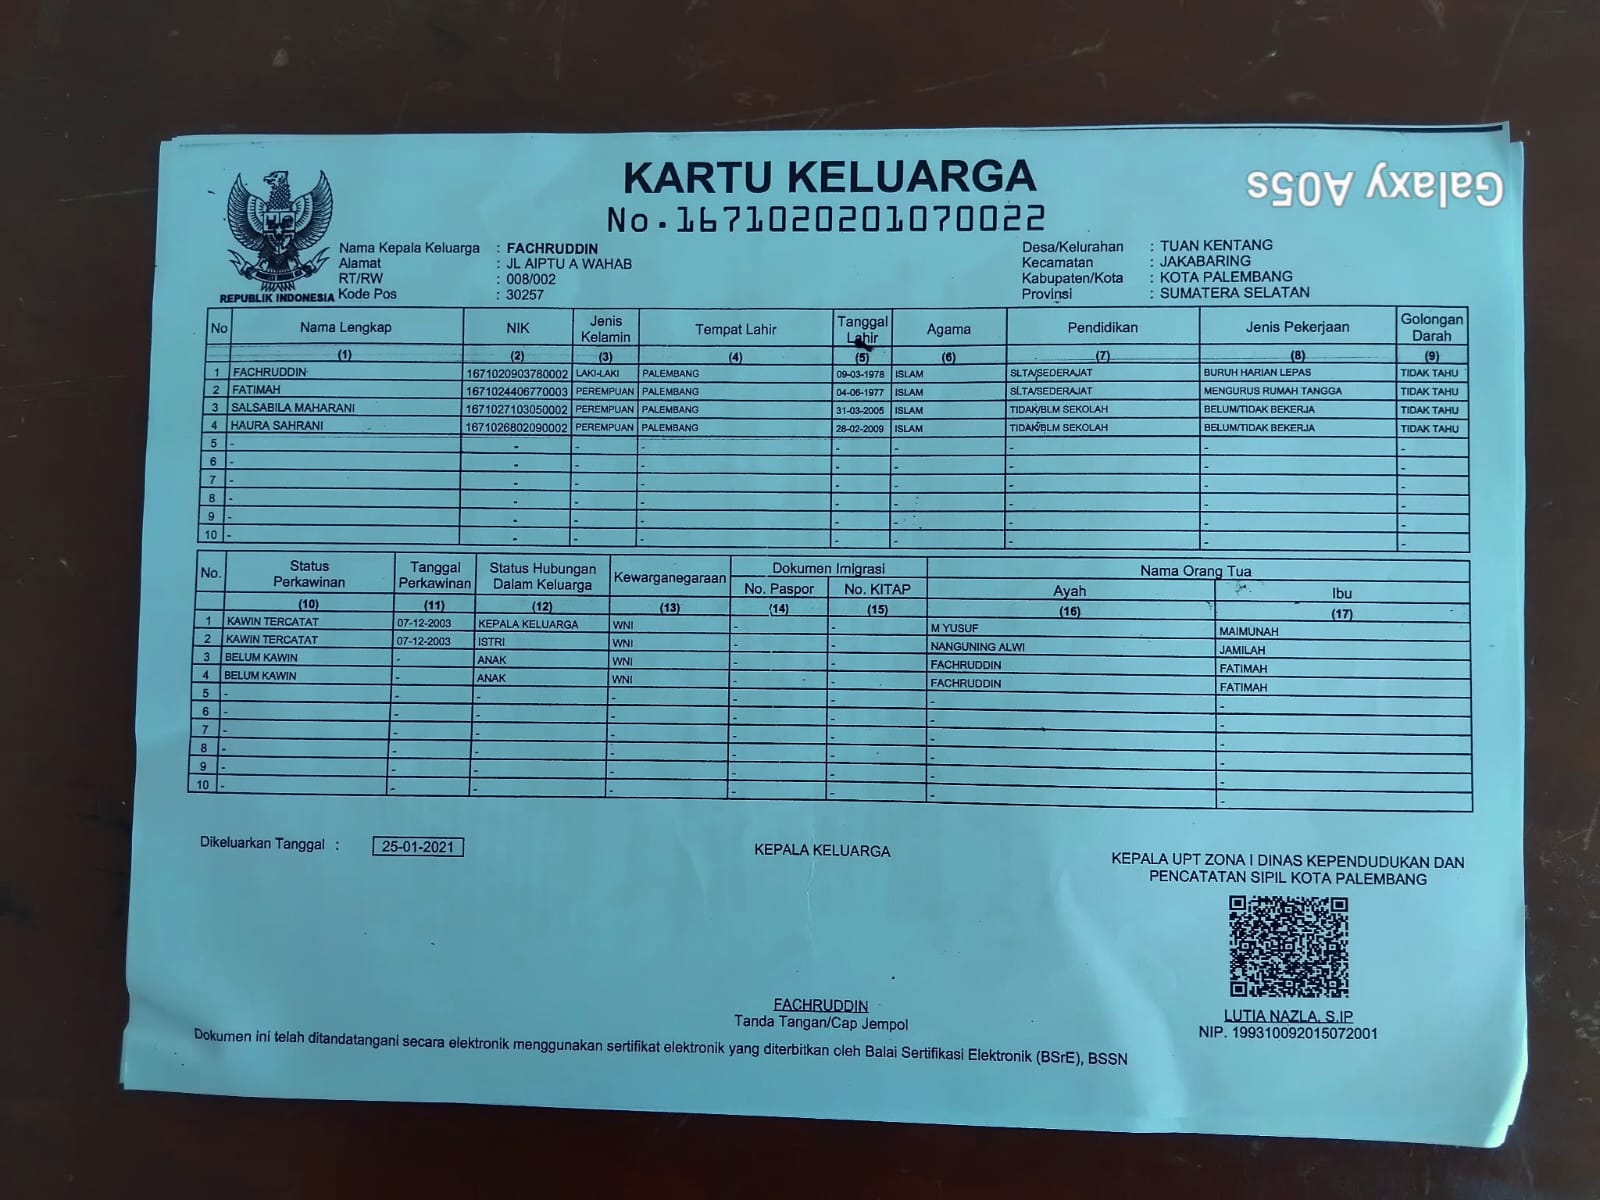 KARTU KELUARGA
No.1671020201070022
Galaxy A05s
REPUBLIK INDONESIA
Nama Kepala Keluarga : FACHRUDDIN
Alamat : JL AIPTU A WAHAB
RT/RW : 008/002
Kode Pos : 30257
Desa/Kelurahan : TUAN KENTANG
Kecamatan : JAKABARING
Kabupaten/Kota : KOTA PALEMBANG
Provinsi : SUMATERA SELATAN
No Nama Lengkap NIK Jenis Kelamin Tempat Lahir Tanggal Lahir Agama Pendidikan Jenis Pekerjaan Golongan Darah
(1) (2) (3) (4) (5) (6) (7) (8) (9)
1 FACHRUDDIN 1671020903780002 LAKI-LAKI PALEMBANG 09-03-1978 ISLAM SLTA/SEDERAJAT BURUH HARIAN LEPAS TIDAK TAHU
2 FATIMAH 1671024406770003 PEREMPUAN PALEMBANG 04-06-1977 ISLAM SLTA/SEDERAJAT MENGURUS RUMAH TANGGA TIDAK TAHU
3 SALSABILA MAHARANI 1671027103050002 PEREMPUAN PALEMBANG 31-03-2005 ISLAM TIDAK/BLM SEKOLAH BELUM/TIDAK BEKERJA TIDAK TAHU
4 HAURA SAHRANI 1671026802090002 PEREMPUAN PALEMBANG 28-02-2009 ISLAM TIDAK/BLM SEKOLAH BELUM/TIDAK BEKERJA TIDAK TAHU
5 - - - - - - - - -
6 - - - - - - - - -
7 - - - - - - - - -
8 - - - - - - - - -
9 - - - - - - - - -
10 - - - - - - - - -
No. Status Perkawinan Tanggal Perkawinan Status Hubungan Dalam Keluarga Kewarganegaraan Dokumen Imigrasi Nama Orang Tua
No. Paspor No. KITAP Ayah Ibu
(10) (11) (12) (13) (14) (15) (16) (17)
1 KAWIN TERCATAT 07-12-2003 KEPALA KELUARGA WNI - - M YUSUF MAIMUNAH
2 KAWIN TERCATAT 07-12-2003 ISTRI WNI - - NANGUNING ALWI JAMILAH
3 BELUM KAWIN - ANAK WNI - - FACHRUDDIN FATIMAH
4 BELUM KAWIN - ANAK WNI - - FACHRUDDIN FATIMAH
5 - - - - - - - -
6 - - - - - - - -
7 - - - - - - - -
8 - - - - - - - -
9 - - - - - - - -
10 - - - - - - - -
Dikeluarkan Tanggal : 25-01-2021
KEPALA KELUARGA
FACHRUDDIN
Tanda Tangan/Cap Jempol
KEPALA UPT ZONA I DINAS KEPENDUDUKAN DAN
PENCATATAN SIPIL KOTA PALEMBANG
LUTIA NAZLA, S.IP
NIP. 199310092015072001
Dokumen ini telah ditandatangani secara elektronik menggunakan sertifikat elektronik yang diterbitkan oleh Balai Sertifikasi Elektronik (BSrE), BSSN